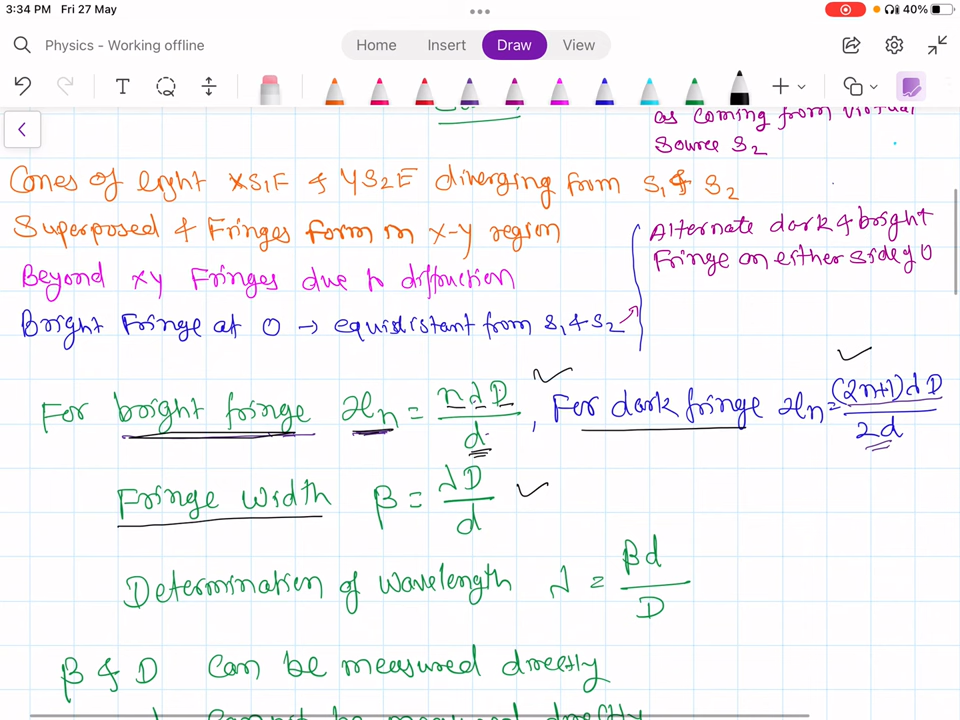 3:34 PM Fri 27 May
40%
Physics - Working offline
Home Insert Draw View
as coming from virtual
Source S2
Cones of light XS1F & YS2E diverging from S1 & S2
Superposed & Fringes form in x-y region
Beyond xy Fringes due to diffraction
Bright Fringe at O → equidistant from S1 & S2
Alternate dark & bright
Fringe on either side of O
For bright fringe xn = nλD/d , For dark fringe xn = (2n+1)λD/2d
Fringe width β = λD/d
Determination of wavelength λ = βd/D
β & D can be measured directly
d cannot be measured directly